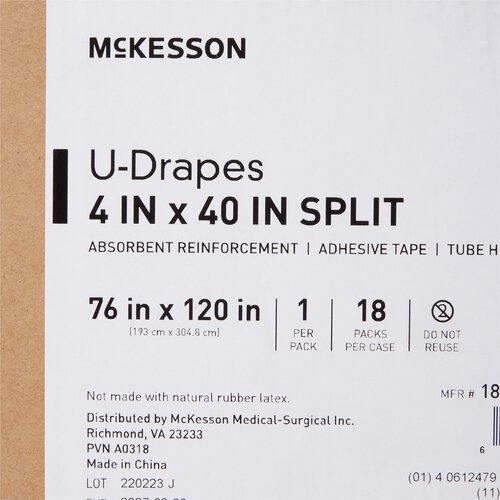 McKESSON
U-Drapes
4 IN x 40 IN SPLIT
ABSORBENT REINFORCEMENT | ADHESIVE TAPE | TUBE H
76 in x 120 in
(193 cm x 304.8 cm)
1
PER
PACK
18
PACKS
PER CASE
DO NOT
REUSE
Not made with natural rubber latex.
MFR # 18
Distributed by McKesson Medical-Surgical Inc.
Richmond, VA 23233
PVN A0318
Made in China
LOT 220223 J
6
(01) 4 0612479
(11)